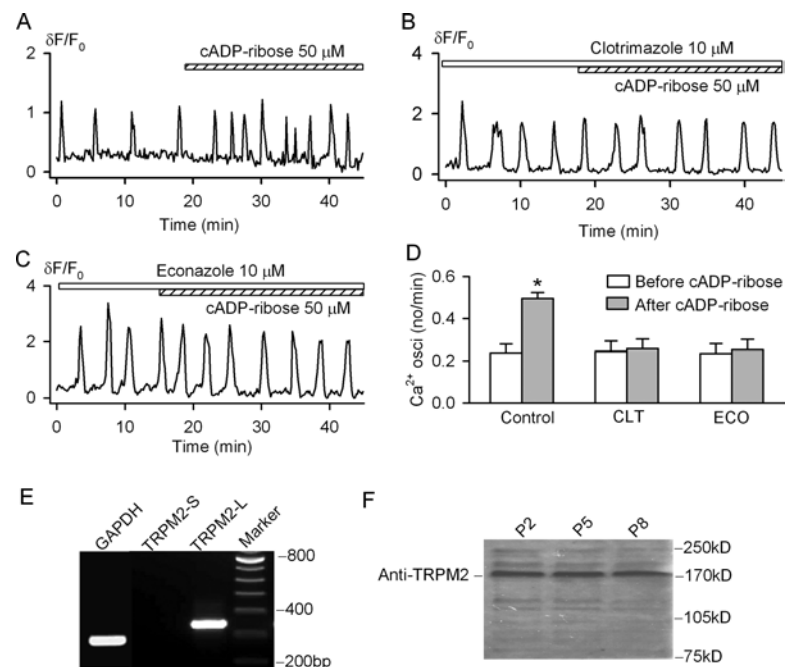 A
δF/F₀
cADP-ribose 50 μM
2
1
0
0 10 20 30 40
Time (min)
B
δF/F₀
Clotrimazole 10 μM
cADP-ribose 50 μM
4
2
0
0 10 20 30 40
Time (min)
C
δF/F₀
Econazole 10 μM
cADP-ribose 50 μM
4
2
0
0 10 20 30 40
Time (min)
D
Ca²⁺ osci (no/min)
0.6
0.4
0.2
0.0
*
Before cADP-ribose
After cADP-ribose
Control CLT ECO
E
GAPDH TRPM2-S TRPM2-L Marker
–800
–400
–200bp
F
P2 P5 P8
Anti-TRPM2 –
–250kD
–170kD
–105kD
–75kD